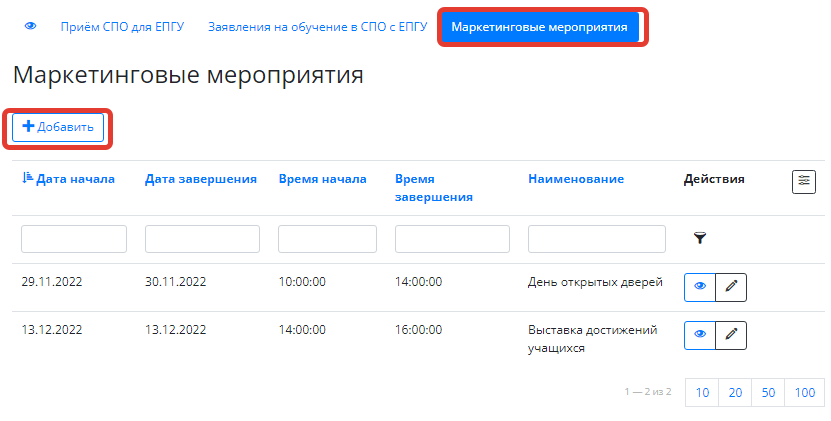 Приём СПО для ЕПГУ Заявления на обучение в СПО с ЕПГУ Маркетинговые мероприятия
Маркетинговые мероприятия
Добавить
Дата начала Дата завершения Время начала Время завершения Наименование Действия
29.11.2022 30.11.2022 10:00:00 14:00:00 День открытых дверей
13.12.2022 13.12.2022 14:00:00 16:00:00 Выставка достижений
учащихся
1 — 2 из 2 10 20 50 100